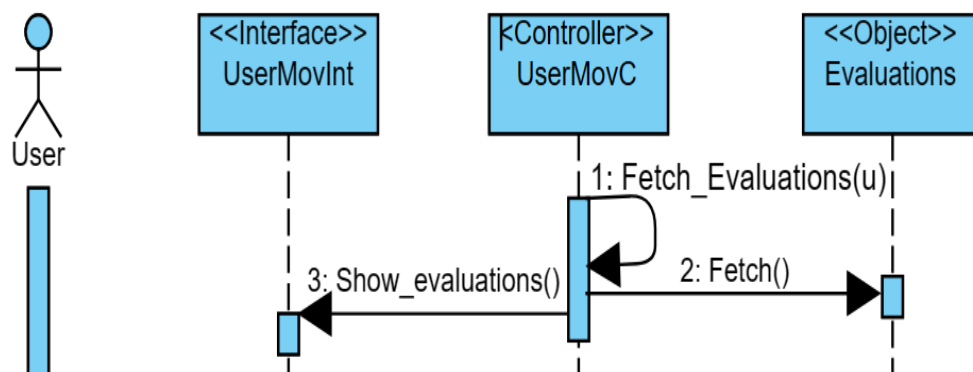 <<Interface>>
UserMovInt
<Controller>>
UserMovC
<<Object>>
Evaluations
User
1: Fetch_Evaluations(u)
2: Fetch()
3: Show_evaluations()